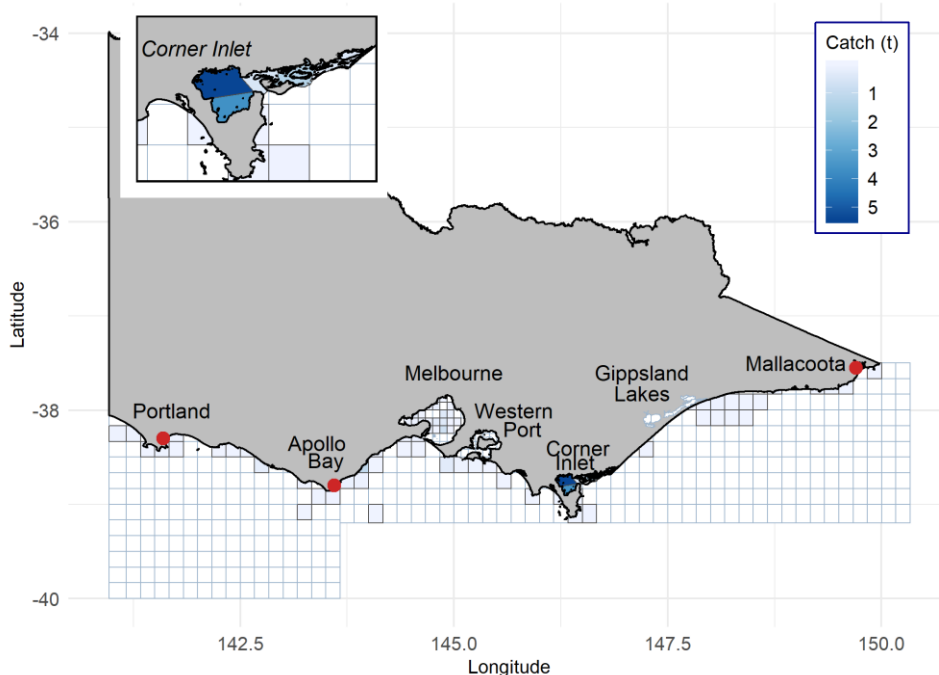 -34
-36
-38
-40
Latitude
Corner Inlet
Catch (t)
1
2
3
4
5
Mallacoota
Gippsland
Lakes
Melbourne
Western
Port
Portland
Apollo
Bay
Corner
Inlet
142.5
145.0
147.5
150.0
Longitude